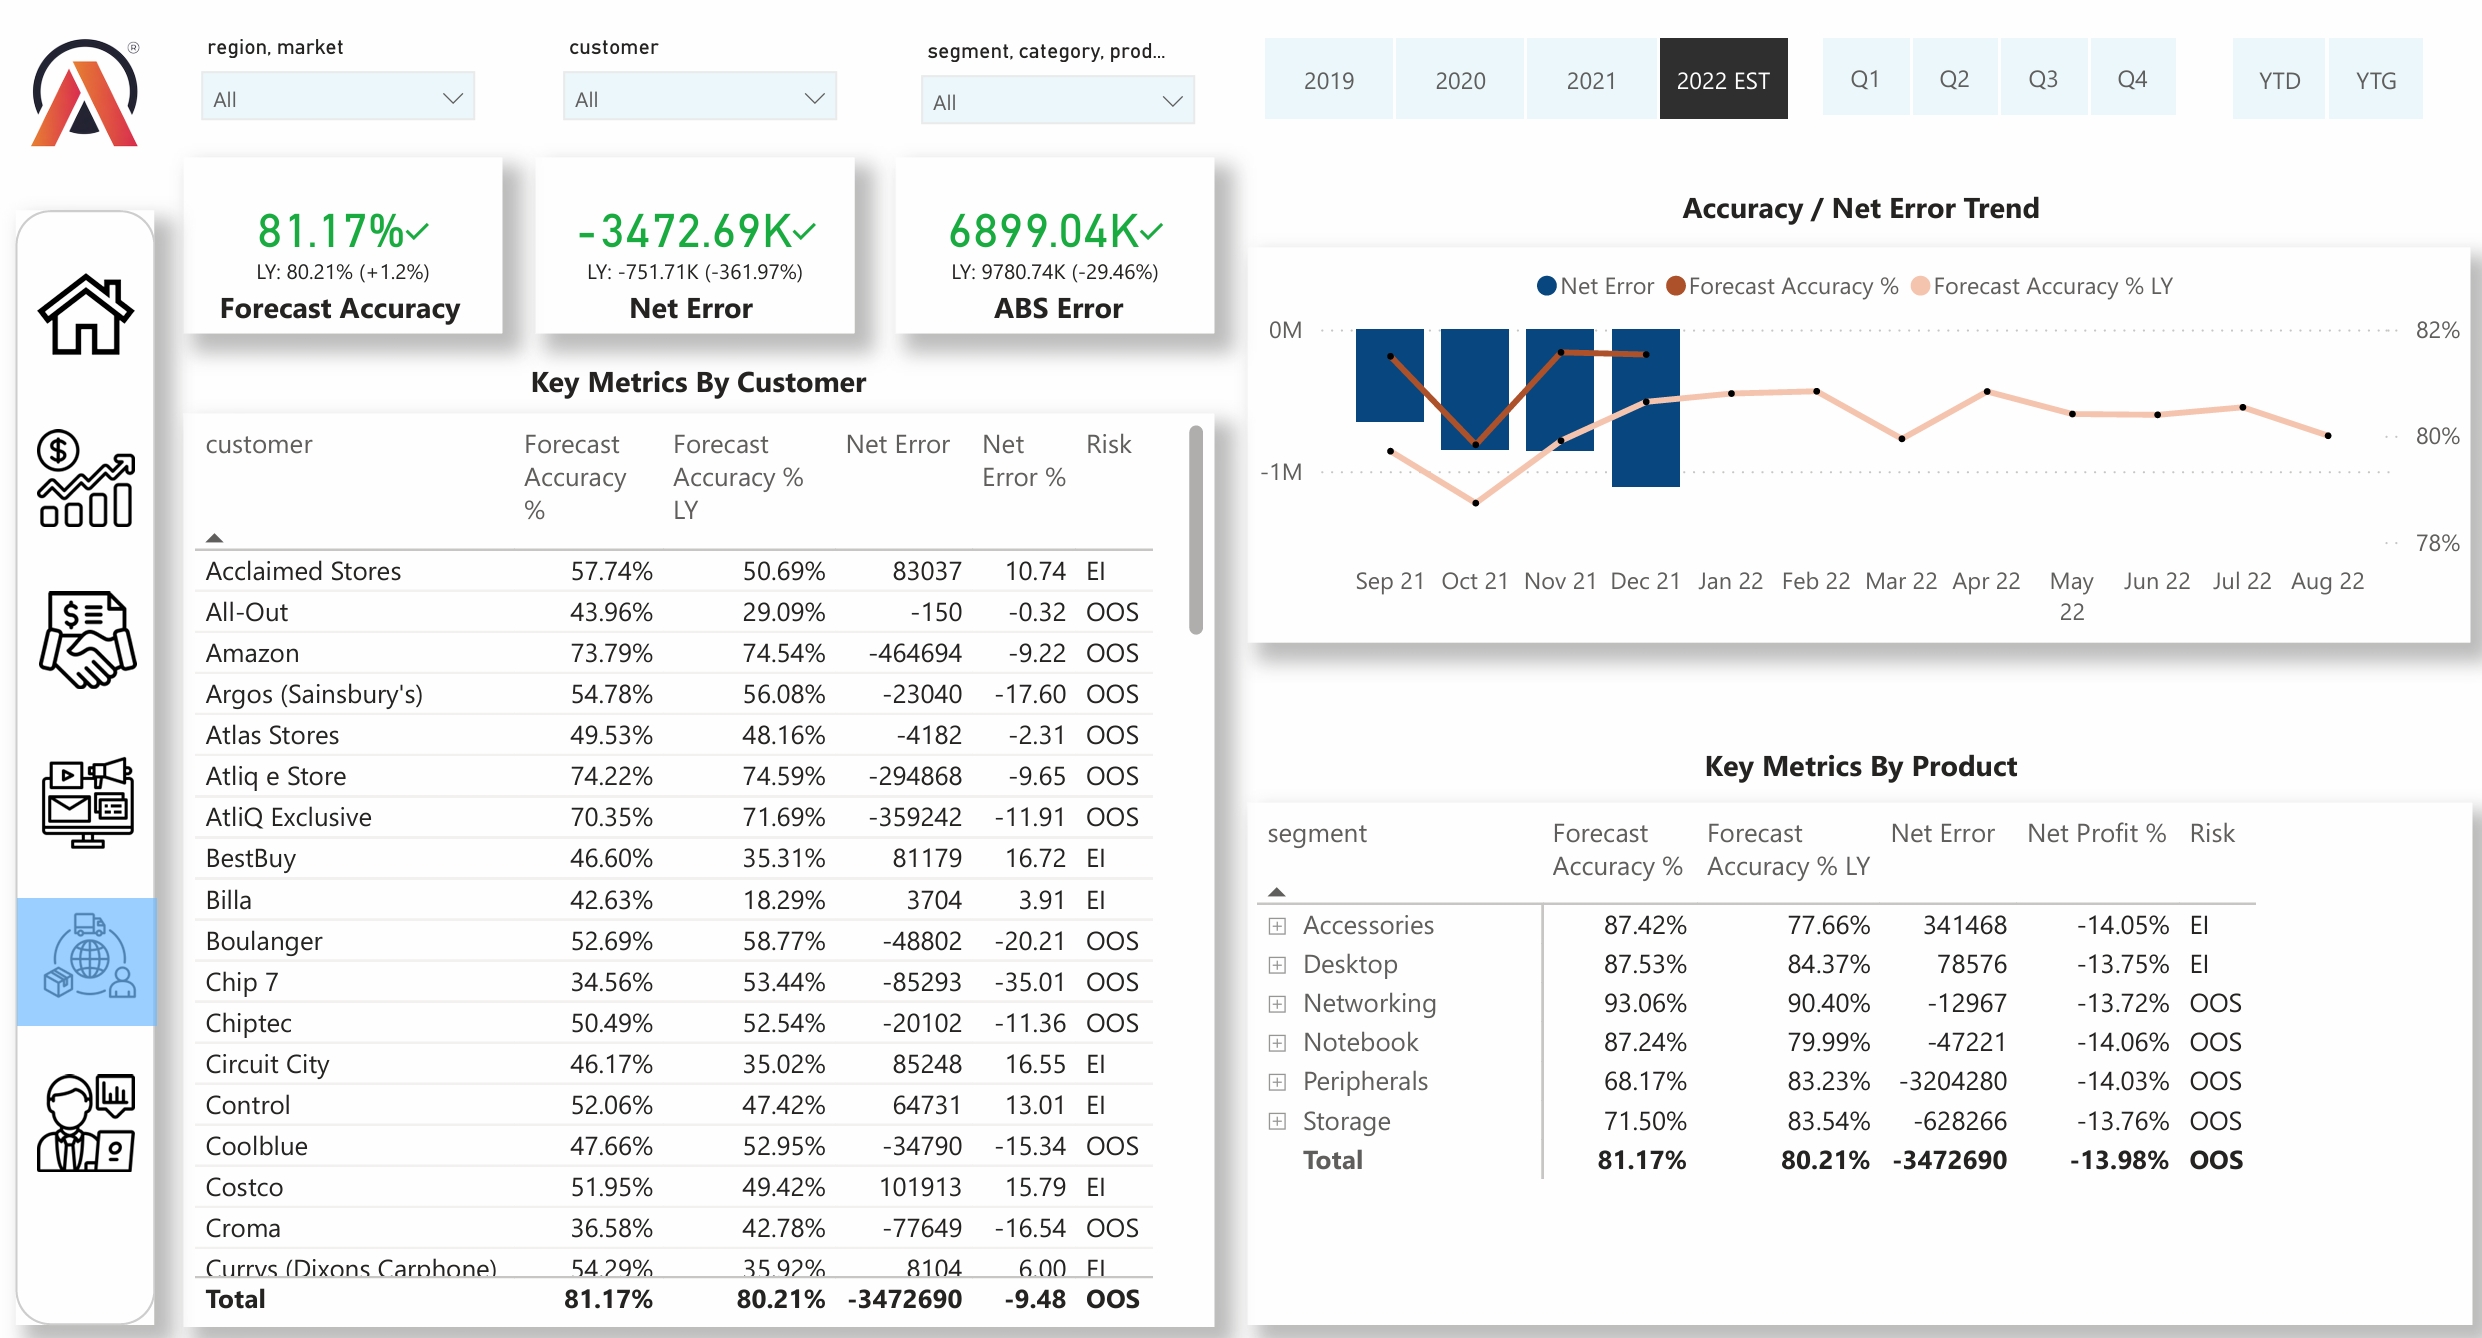 region, market
customer
segment, category, prod...
All
All
All
2019 2020 2021 2022 EST Q1 Q2 Q3 Q4 YTD YTG
®
81.17%
LY: 80.21% (+1.2%)
Forecast Accuracy
-3472.69K
LY: -751.71K (-361.97%)
Net Error
6899.04K
LY: 9780.74K (-29.46%)
ABS Error
Key Metrics By Customer
customer Forecast Accuracy % Forecast Accuracy % LY Net Error Net Error % Risk
Acclaimed Stores 57.74% 50.69% 83037 10.74 EI
All-Out 43.96% 29.09% -150 -0.32 OOS
Amazon 73.79% 74.54% -464694 -9.22 OOS
Argos (Sainsbury's) 54.78% 56.08% -23040 -17.60 OOS
Atlas Stores 49.53% 48.16% -4182 -2.31 OOS
Atliq e Store 74.22% 74.59% -294868 -9.65 OOS
AtliQ Exclusive 70.35% 71.69% -359242 -11.91 OOS
BestBuy 46.60% 35.31% 81179 16.72 EI
Billa 42.63% 18.29% 3704 3.91 EI
Boulanger 52.69% 58.77% -48802 -20.21 OOS
Chip 7 34.56% 53.44% -85293 -35.01 OOS
Chiptec 50.49% 52.54% -20102 -11.36 OOS
Circuit City 46.17% 35.02% 85248 16.55 EI
Control 52.06% 47.42% 64731 13.01 EI
Coolblue 47.66% 52.95% -34790 -15.34 OOS
Costco 51.95% 49.42% 101913 15.79 EI
Croma 36.58% 42.78% -77649 -16.54 OOS
Currys (Dixons Carphone) 54.29% 35.92% 8104 6.00 EI
Total 81.17% 80.21% -3472690 -9.48 OOS
Accuracy / Net Error Trend
Net Error Forecast Accuracy % Forecast Accuracy % LY
0M 82%
80%
-1M
78%
Sep 21 Oct 21 Nov 21 Dec 21 Jan 22 Feb 22 Mar 22 Apr 22 May 22 Jun 22 Jul 22 Aug 22
Key Metrics By Product
segment Forecast Accuracy % Forecast Accuracy % LY Net Error Net Profit % Risk
Accessories 87.42% 77.66% 341468 -14.05% EI
Desktop 87.53% 84.37% 78576 -13.75% EI
Networking 93.06% 90.40% -12967 -13.72% OOS
Notebook 87.24% 79.99% -47221 -14.06% OOS
Peripherals 68.17% 83.23% -3204280 -14.03% OOS
Storage 71.50% 83.54% -628266 -13.76% OOS
Total 81.17% 80.21% -3472690 -13.98% OOS